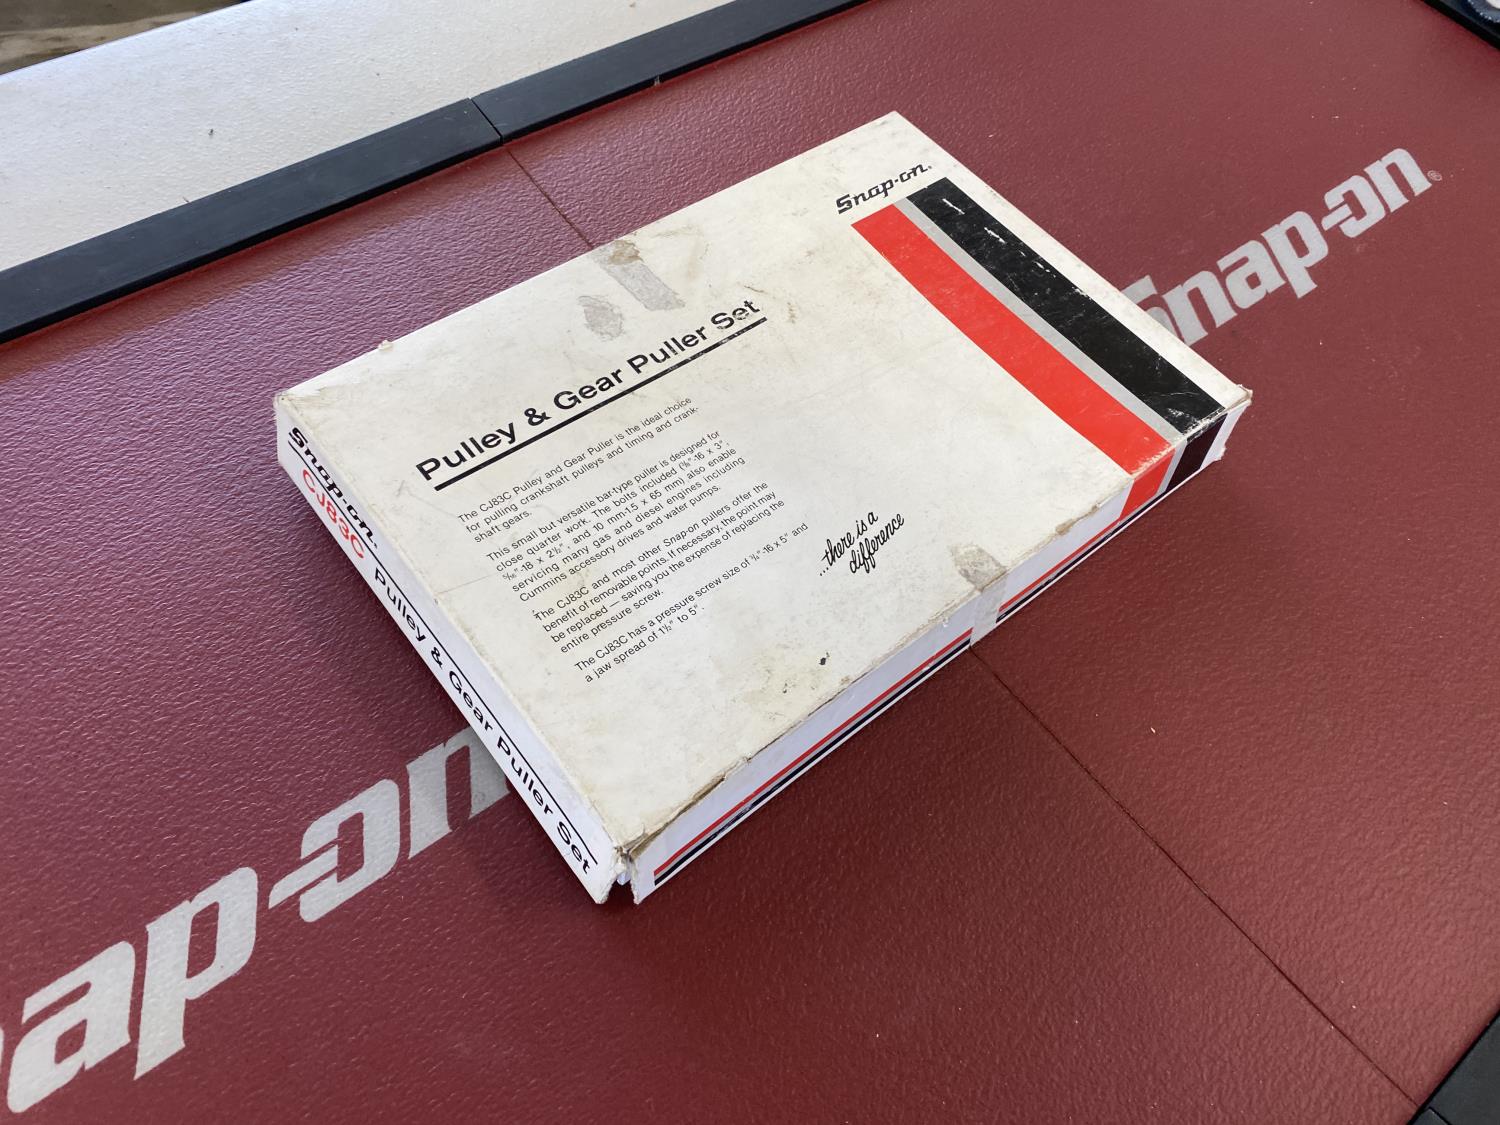 Snap-on®
Snap-on®
Pulley & Gear Puller Set
The CJ83C Pulley and Gear Puller is the ideal choice
for pulling crankshaft pulleys and timing and crank-
shaft gears.
This small but versatile bar-type puller is designed for
close quarter work. The bolts included (⅜"-16 x 3",
5/16"-18 x 2½", and 10 mm-1.5 x 65 mm) also enable
servicing many gas and diesel engines including
Cummins accessory drives and water pumps.
The CJ83C and most other Snap-on pullers offer the
benefit of removable points. If necessary, the point may
be replaced — saving you the expense of replacing the
entire pressure screw.
The CJ83C has a pressure screw size of -16 x 5" and
a jaw spread of 1½" to 5".
...there is a
difference
Snap-on®
CJ83C
Pulley & Gear Puller Set
ap-on